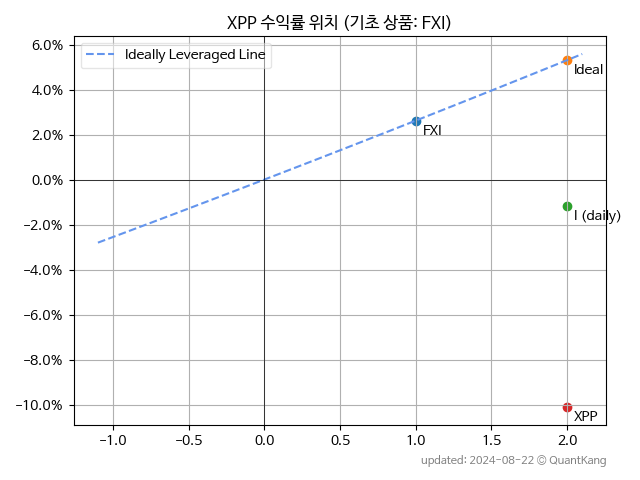 XPP 수익률 위치 (기초 상품: FXI)
Ideally Leveraged Line
6.0%
4.0%
2.0%
0.0%
−2.0%
−4.0%
−6.0%
−8.0%
−10.0%
Ideal
FXI
I (daily)
XPP
−1.0
−0.5
0.0
0.5
1.0
1.5
2.0
updated: 2024-08-22 © QuantKang